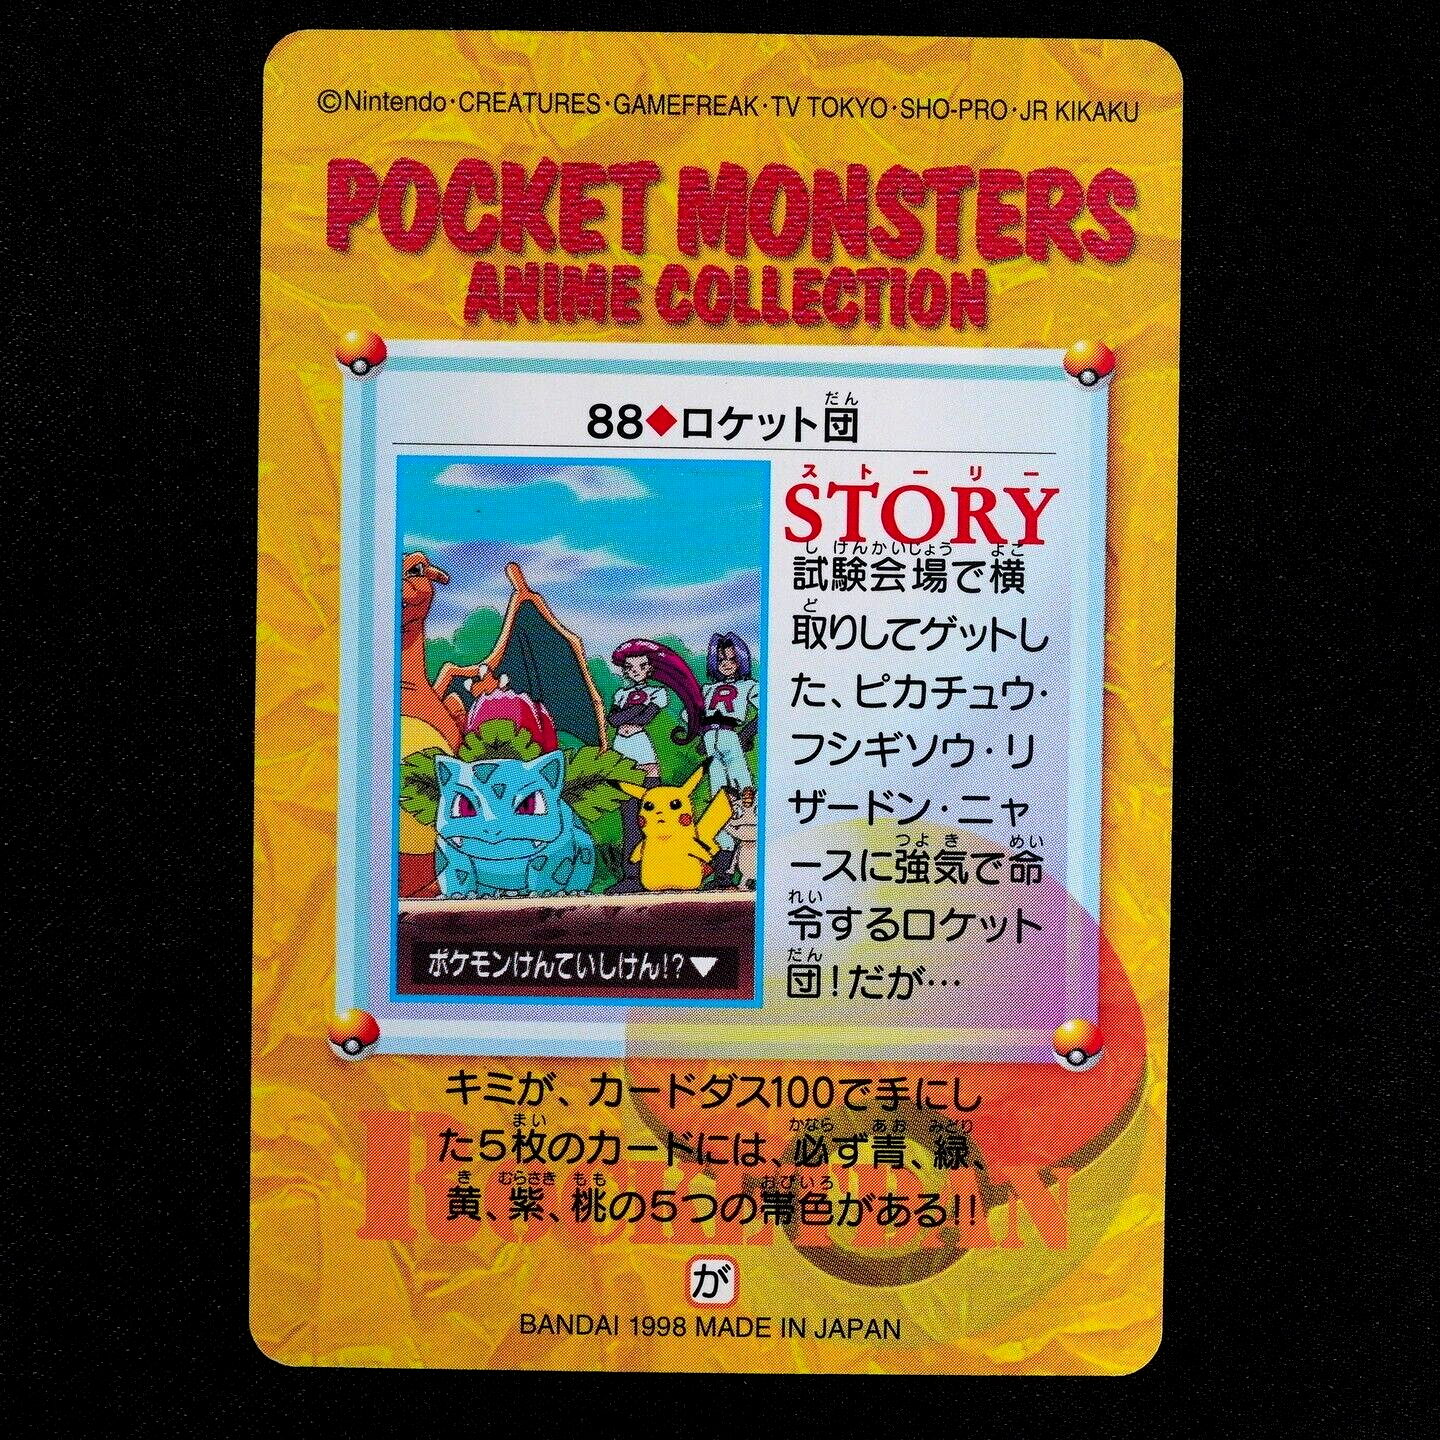 ©Nintendo・CREATURES・GAMEFREAK・TV TOKYO・SHO-PRO・JR KIKAKU
POCKET MONSTERS
ANIME COLLECTION
だん
88◆ロケット団
ストーリー
STORY
しけんかいじょう よこ
試験会場で横
ど
取りしてゲットし
た、ピカチュウ・
フシギソウ・リ
ザードン・ニャ
つよき めい
ースに強気で命
れい
令するロケット
だん
団!だが…
R
R
ポケモンけんていしけん!?▼
キミが、カードダス100で手にし
まい かなら あお みどり
た5枚のカードには、必ず青、緑、
き むらさき もも おびいろ
黄、紫、桃の5つの帯色がある!!
ROCKETDAN
が
BANDAI 1998 MADE IN JAPAN